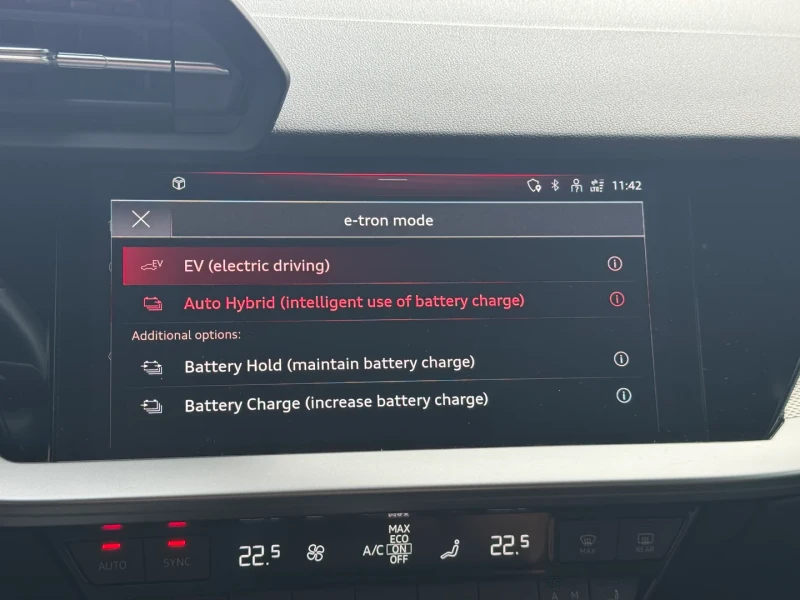 LTE 11:42
e-tron mode
EV EV (electric driving)
Auto Hybrid (intelligent use of battery charge)
Additional options:
Battery Hold (maintain battery charge)
Battery Charge (increase battery charge)
AUTO SYNC 22.5 A/C MAX 22.5 MAX REAR
ECO
ON
OFF
A M